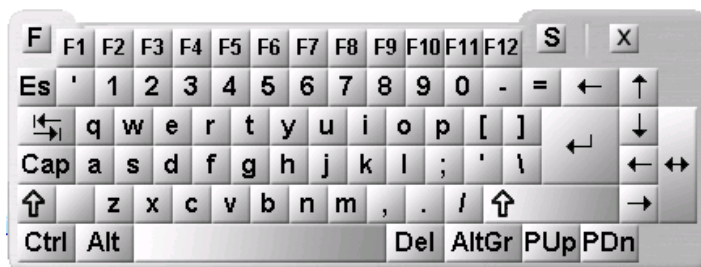 F F1 F2 F3 F4 F5 F6 F7 F8 F9 F10 F11 F12 S X
Es ' 1 2 3 4 5 6 7 8 9 0 - = ← ↑
q w e r t y u i o p [ ] ↵ ↓
Cap a s d f g h j k l ; ' \ ← ↔
⇧ z x c v b n m , . / ⇧ →
Ctrl Alt Del AltGr PUp PDn